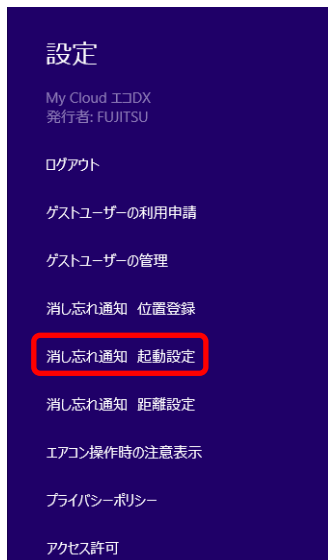 設定
My Cloud エコDX
発行者: FUJITSU
ログアウト
ゲストユーザーの利用申請
ゲストユーザーの管理
消し忘れ通知 位置登録
消し忘れ通知 起動設定
消し忘れ通知 距離設定
エアコン操作時の注意表示
プライバシーポリシー
アクセス許可